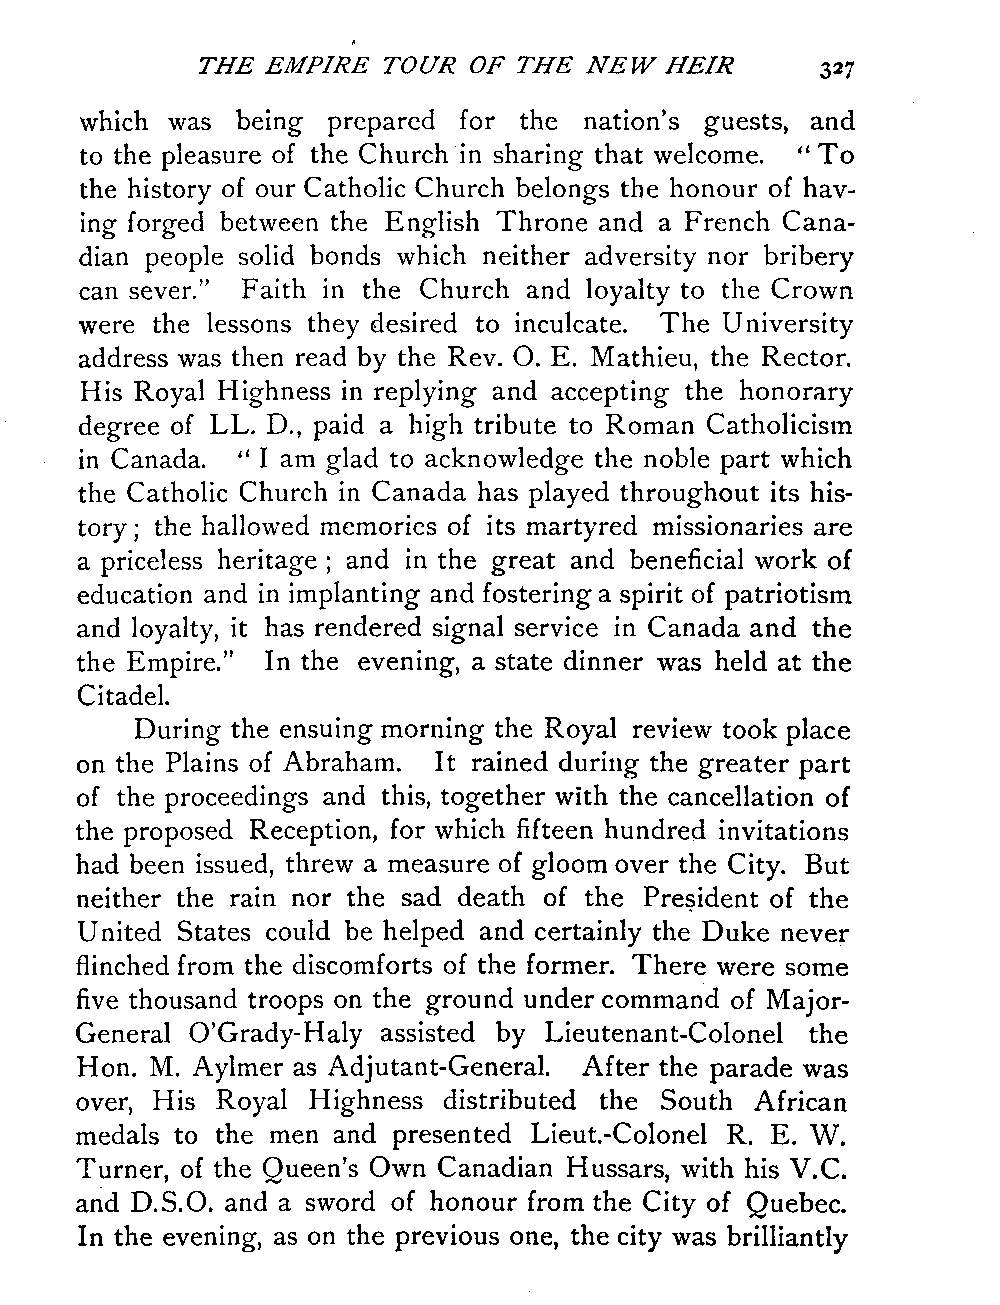 THE EMPIRE TOUR OF THE NEW HEIR 327
which was being prepared for the nation's guests, and
to the pleasure of the Church in sharing that welcome. "To
the history of our Catholic Church belongs the honour of hav-
ing forged between the English Throne and a French Cana-
dian people solid bonds which neither adversity nor bribery
can sever." Faith in the Church and loyalty to the Crown
were the lessons they desired to inculcate. The University
address was then read by the Rev. O. E. Mathieu, the Rector.
His Royal Highness in replying and accepting the honorary
degree of LL. D., paid a high tribute to Roman Catholicism
in Canada. "I am glad to acknowledge the noble part which
the Catholic Church in Canada has played throughout its his-
tory; the hallowed memories of its martyred missionaries are
a priceless heritage; and in the great and beneficial work of
education and in implanting and fostering a spirit of patriotism
and loyalty, it has rendered signal service in Canada and the
the Empire." In the evening, a state dinner was held at the
Citadel.
During the ensuing morning the Royal review took place
on the Plains of Abraham. It rained during the greater part
of the proceedings and this, together with the cancellation of
the proposed Reception, for which fifteen hundred invitations
had been issued, threw a measure of gloom over the City. But
neither the rain nor the sad death of the President of the
United States could be helped and certainly the Duke never
flinched from the discomforts of the former. There were some
five thousand troops on the ground under command of Major-
General O'Grady-Haly assisted by Lieutenant-Colonel the
Hon. M. Aylmer as Adjutant-General. After the parade was
over, His Royal Highness distributed the South African
medals to the men and presented Lieut.-Colonel R. E. W.
Turner, of the Queen's Own Canadian Hussars, with his V.C.
and D.S.O. and a sword of honour from the City of Quebec.
In the evening, as on the previous one, the city was brilliantly